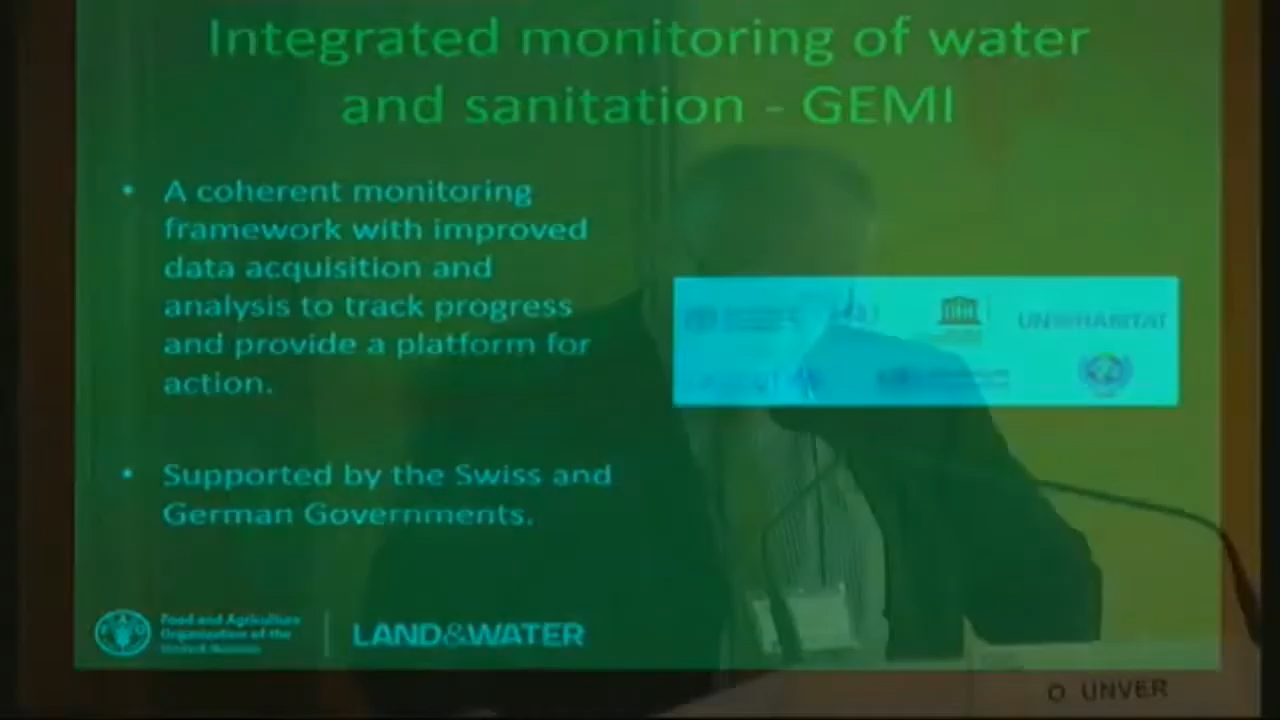 Integrated monitoring of water
and sanitation - GEMI
• A coherent monitoring
framework with improved
data acquisition and
analysis to track progress
and provide a platform for
action.
UN HABITAT
• Supported by the Swiss and
German Governments.
Food and Agriculture
Organization of the
United Nations
LAND&WATER
O UNVER